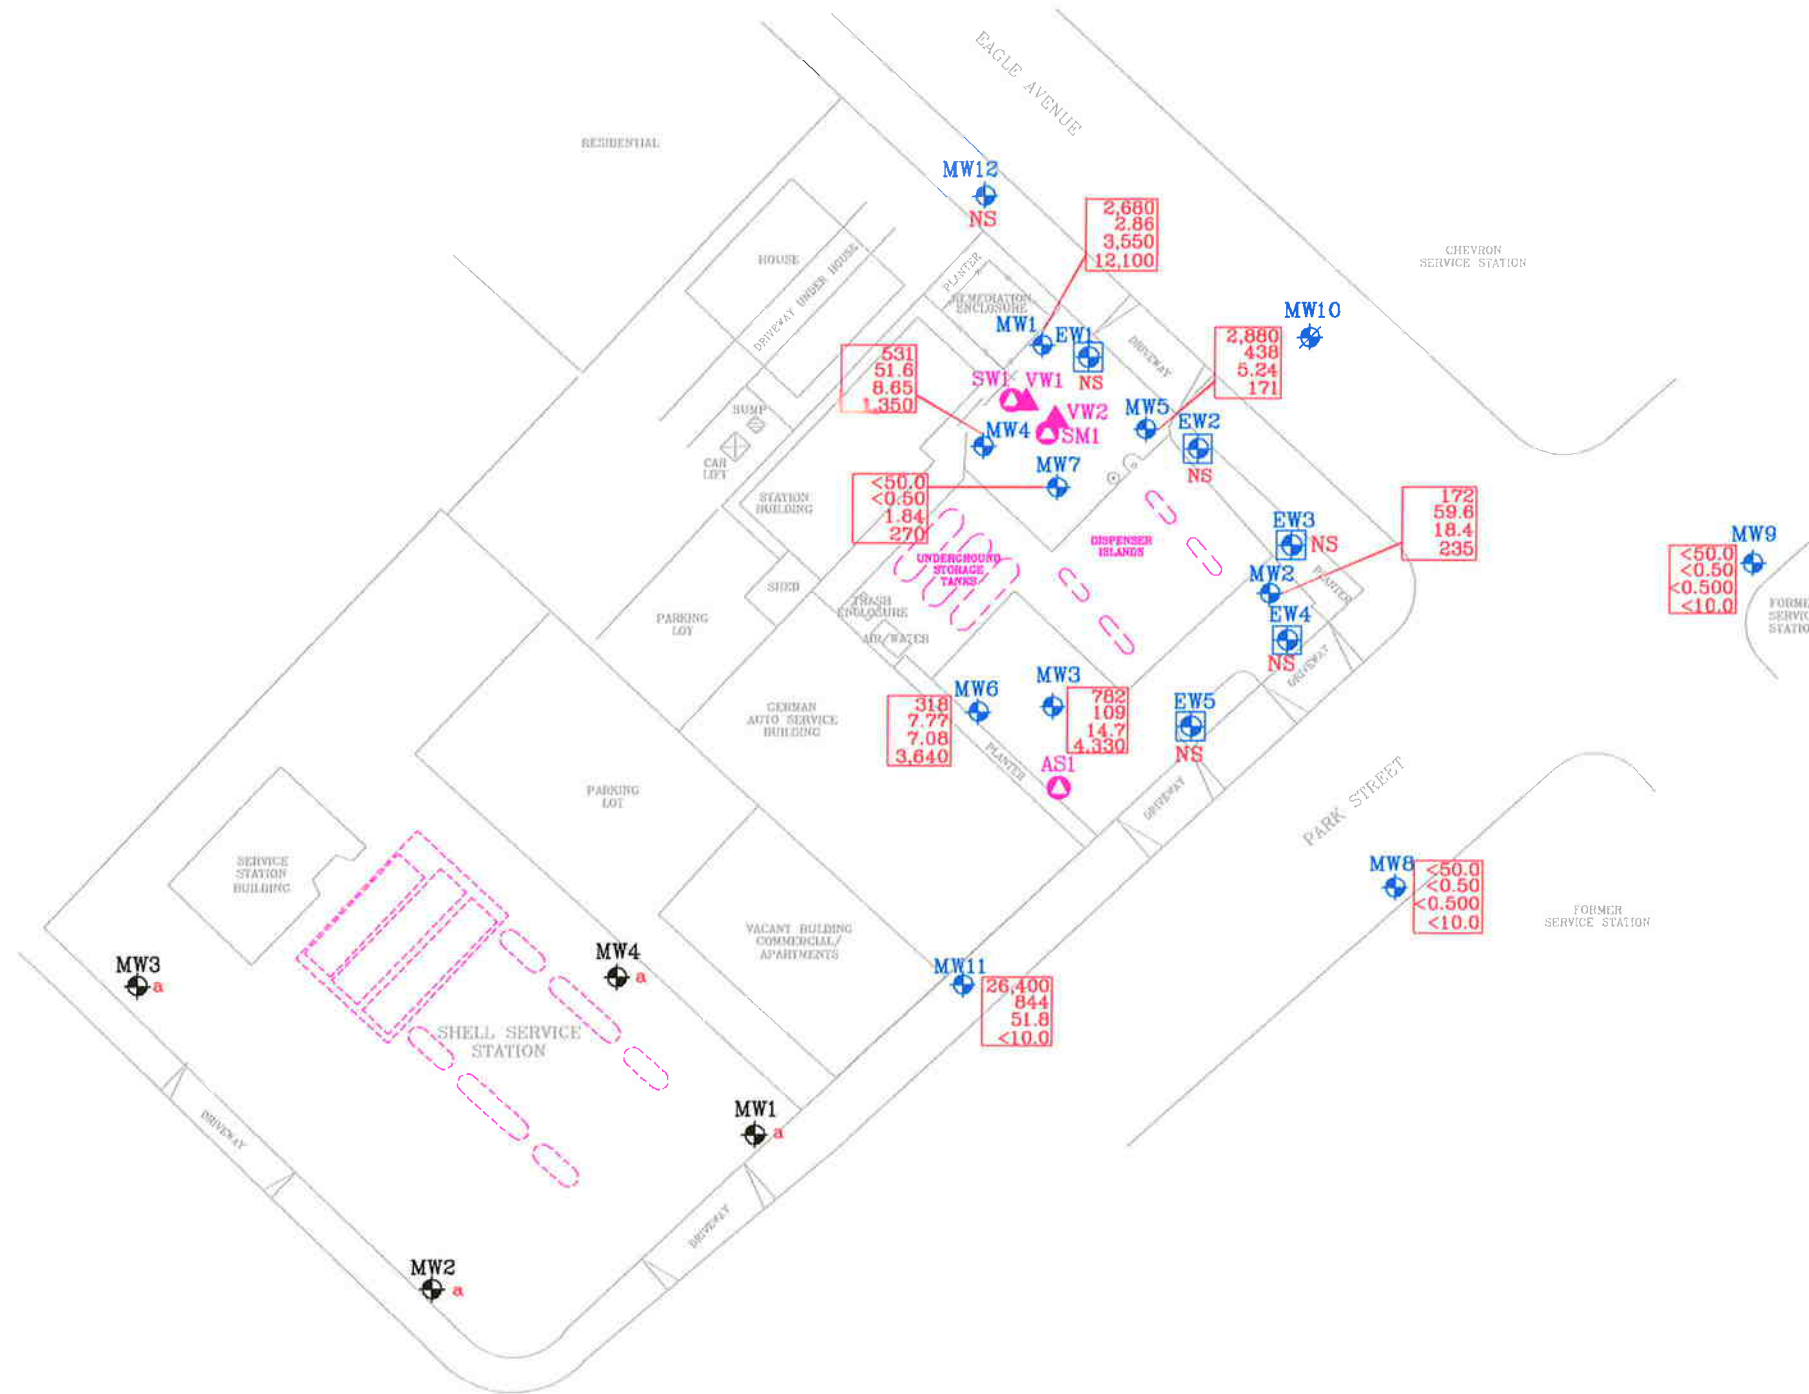 EAGLE AVENUE
RESIDENTIAL
MW12
NS
2,680
2.86
3,550
12,100
HOUSE
DRIVEWAY UNDER HOUSE
PLANTER
REMEDIATION
ENCLOSURE
CHEVRON
SERVICE STATION
MW10
MW1
EW1
NS
DRIVEWAY
2,880
438
5.24
171
531
51.6
8.65
1,350
SW1
VW1
VW2
SM1
MW5
EW2
NS
SUMP
CAR
LIFT
MW4
MW7
<50.0
<0.50
1.84
270
STATION
BUILDING
172
59.6
18.4
235
EW3
NS
DISPENSER
ISLANDS
UNDERGROUND
STORAGE
TANKS
MW9
<50.0
<0.50
<0.500
<10.0
MW2
PLANTER
SHED
TRASH
ENCLOSURE
EW4
NS
FORME
SERVIC
STATIO
PARKING
LOT
AIR/WATER
DRIVEWAY
MW6
318
7.77
7.08
3,640
MW3
782
109
14.7
4,330
EW5
NS
GERMAN
AUTO SERVICE
BUILDING
PLANTER
AS1
DRIVEWAY
PARK STREET
PARKING
LOT
SERVICE
STATION
BUILDING
MW8
<50.0
<0.50
<0.500
<10.0
FORMER
SERVICE STATION
VACANT BUILDING
COMMERCIAL/
APARTMENTS
MW3
a
MW4
a
MW11
26,400
844
51.8
<10.0
SHELL SERVICE
STATION
MW1
a
DRIVEWAY
DRIVEWAY
MW2
a